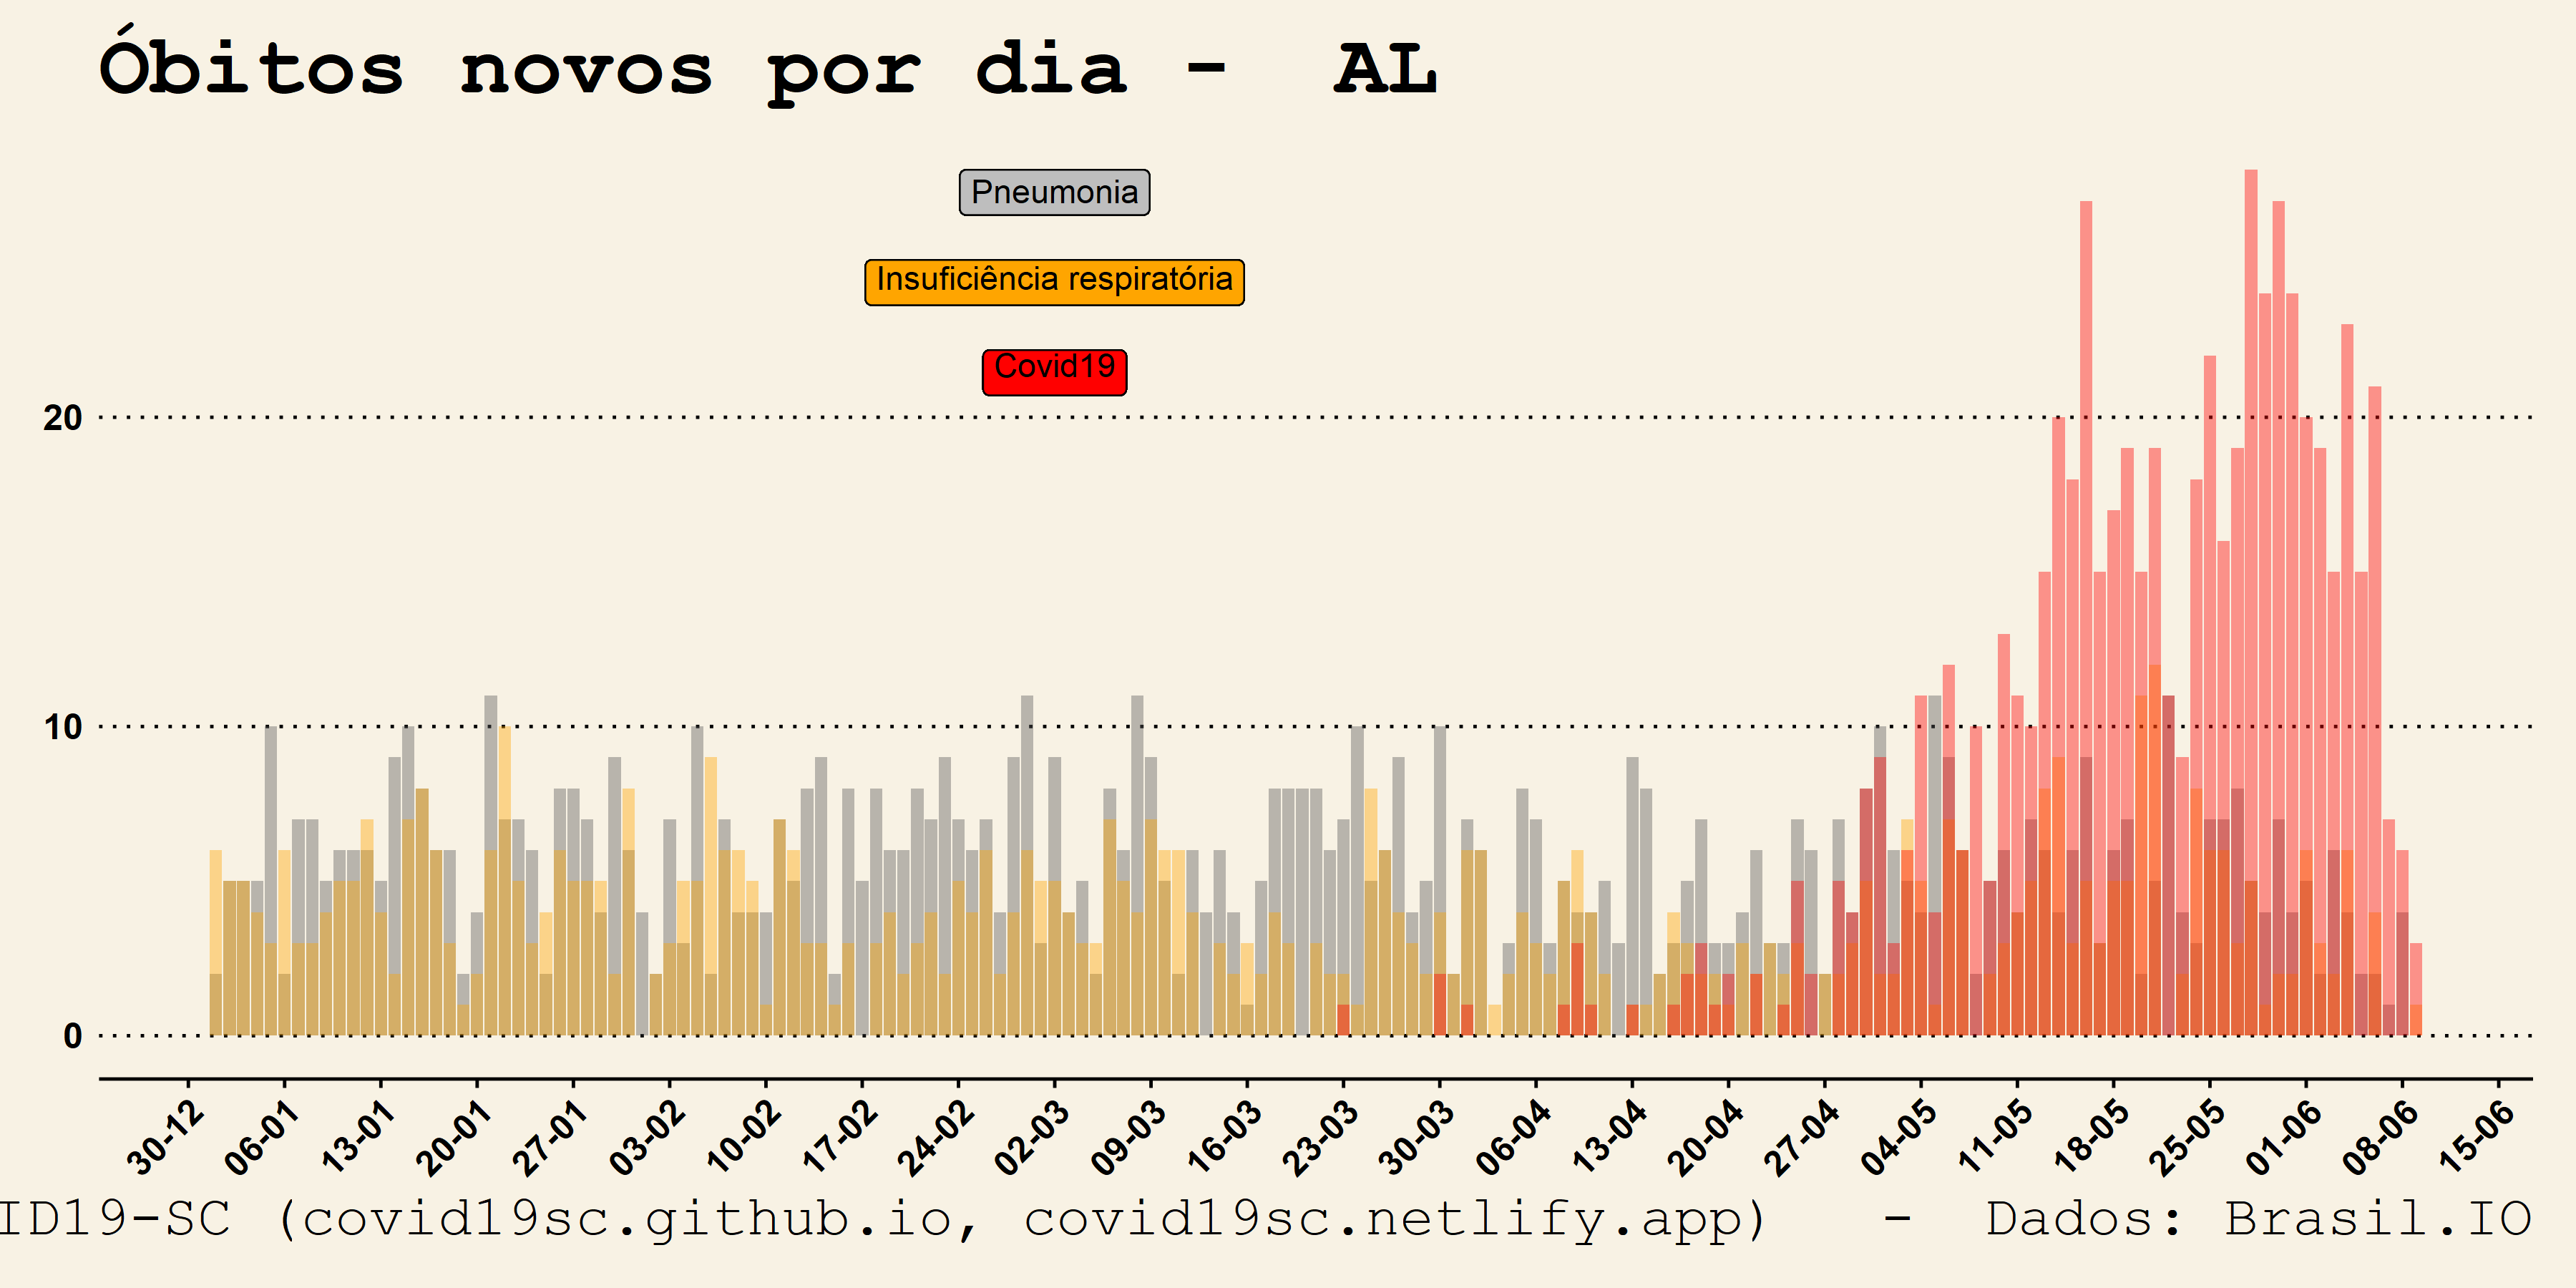 Óbitos novos por dia - AL
Pneumonia
Insuficiência respiratória
Covid19
20
10
0
30-12 06-01 13-01 20-01 27-01 03-02 10-02 17-02 24-02 02-03 09-03 16-03 23-03 30-03 06-04 13-04 20-04 27-04 04-05 11-05 18-05 25-05 01-06 08-06 15-06
ID19-SC (covid19sc.github.io, covid19sc.netlify.app) - Dados: Brasil.IO